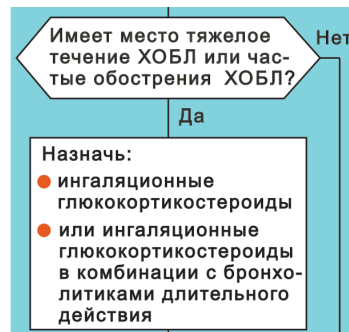 Имеет место тяжелое
течение ХОБЛ или час-
тые обострения ХОБЛ?
Нет
Да
Назначь:
ингаляционные
глюкокортикостероиды
или ингаляционные
глюкокортикостероиды
в комбинации с бронхо-
литиками длительного
действия